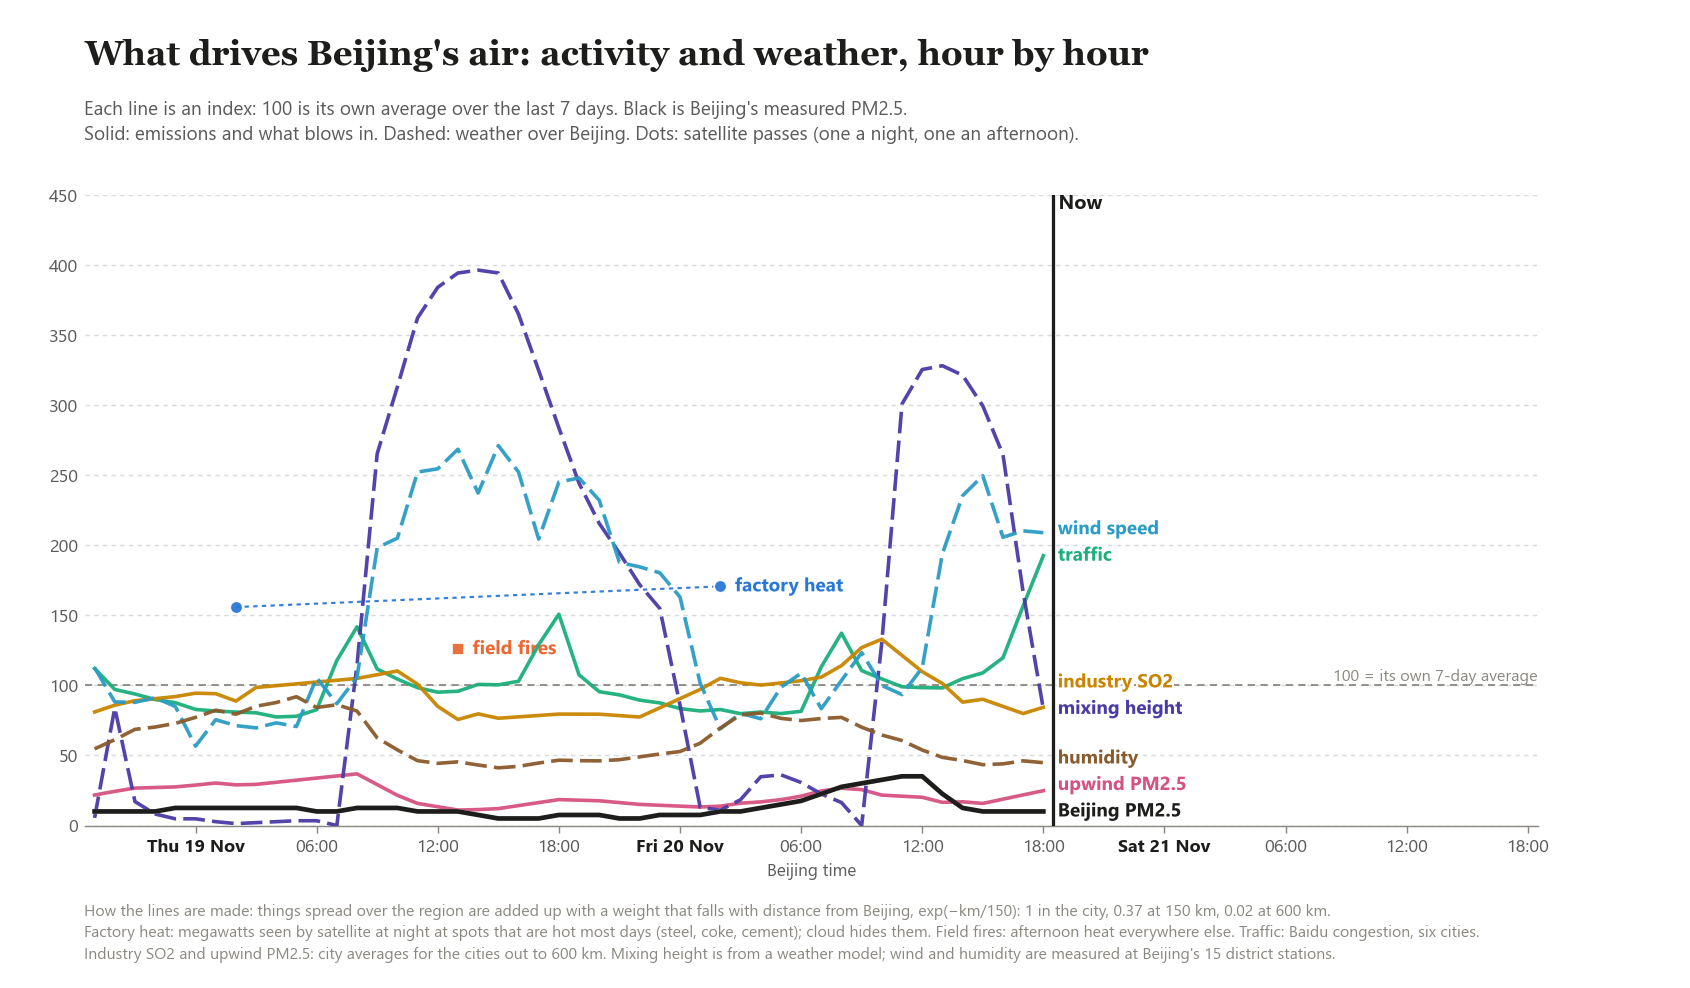 What drives Beijing's air: activity and weather, hour by hour
Each line is an index: 100 is its own average over the last 7 days. Black is Beijing's measured PM2.5.
Solid: emissions and what blows in. Dashed: weather over Beijing. Dots: satellite passes (one a night, one an afternoon).
450
Now
400
350
300
250
wind speed
200
traffic
factory heat
150
field fires
100 = its own 7-day average
industry SO2
100
mixing height
humidity
50
upwind PM2.5
Beijing PM2.5
0
Thu 19 Nov 06:00 12:00 18:00 Fri 20 Nov 06:00 12:00 18:00 Sat 21 Nov 06:00 12:00 18:00
Beijing time
How the lines are made: things spread over the region are added up with a weight that falls with distance from Beijing, exp(−km/150): 1 in the city, 0.37 at 150 km, 0.02 at 600 km.
Factory heat: megawatts seen by satellite at night at spots that are hot most days (steel, coke, cement); cloud hides them. Field fires: afternoon heat everywhere else. Traffic: Baidu congestion, six cities.
Industry SO2 and upwind PM2.5: city averages for the cities out to 600 km. Mixing height is from a weather model; wind and humidity are measured at Beijing's 15 district stations.